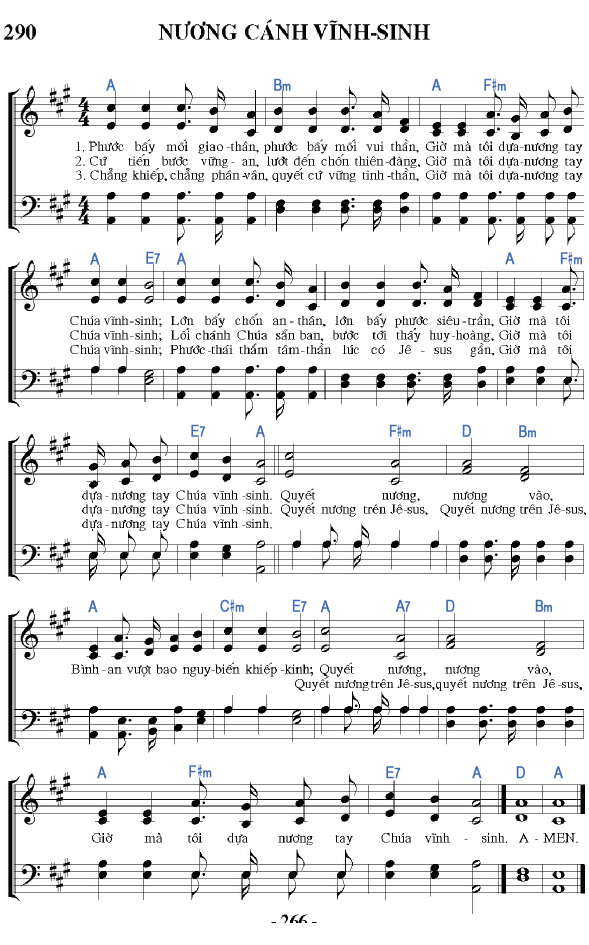 290 NƯƠNG CÁNH VĨNH-SINH
A Bm A F#m
1. Phước bấy mối giao-thần, phước bấy mối vui thần, Giờ mà tôi dựa-nương tay
2. Cứ tiến bước vững-an, lướt đến chốn thiên-đàng, Giờ mà tôi dựa-nương tay
3. Chẳng khiếp, chẳng phân-vân, quyết cứ vững tinh-thần, Giờ mà tôi dựa-nương tay
A E7 A A F#m
Chúa vĩnh-sinh; Lớn bấy chốn an-thân, lớn bấy phước siêu-trần, Giờ mà tôi
Chúa vĩnh-sinh; Lối chánh Chúa sắn ban, bước tới thấy huy-hoàng, Giờ mà tôi
Chúa vĩnh-sinh; Phước-thái thắm tâm-thần lúc có Jê-sus gần, Giờ mà tôi
E7 A F#m D Bm
dựa-nương tay Chúa vĩnh-sinh. Quyết nương, nương vào,
dựa-nương tay Chúa vĩnh-sinh. Quyết nương trên Jê-sus, Quyết nương trên Jê-sus,
dựa-nương tay Chúa vĩnh-sinh.
A C#m E7 A A7 D Bm
Bình-an vượt bao nguy-biến khiếp-kinh; Quyết nương, nương vào,
Quyết nương trên Jê-sus, quyết nương trên Jê-sus,
A F#m E7 A D A
Giờ mà tôi dựa nương tay Chúa vĩnh-sinh. A-MEN.
- 266 -